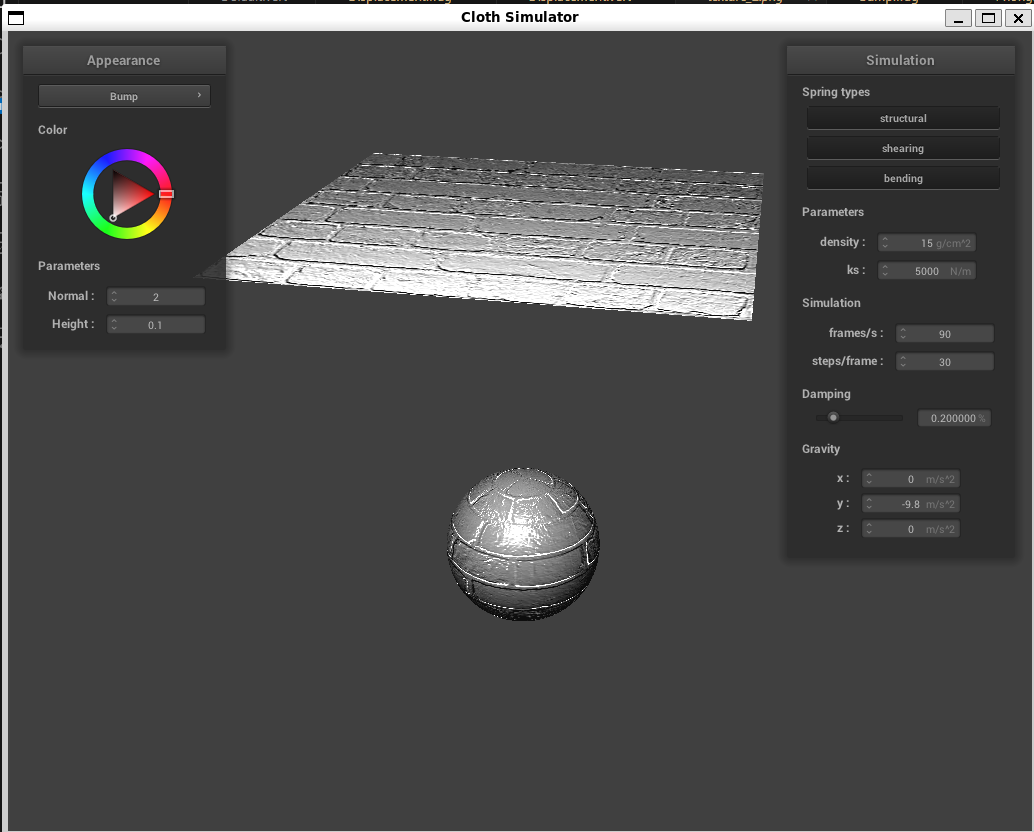 Cloth Simulator
Appearance
Bump
Color
Parameters
Normal : 2
Height : 0.1
Simulation
Spring types
structural
shearing
bending
Parameters
density : 15 g/cm^2
ks : 5000 N/m
Simulation
frames/s : 90
steps/frame : 30
Damping
0.200000 %
Gravity
x : 0 m/s^2
y : -9.8 m/s^2
z : 0 m/s^2